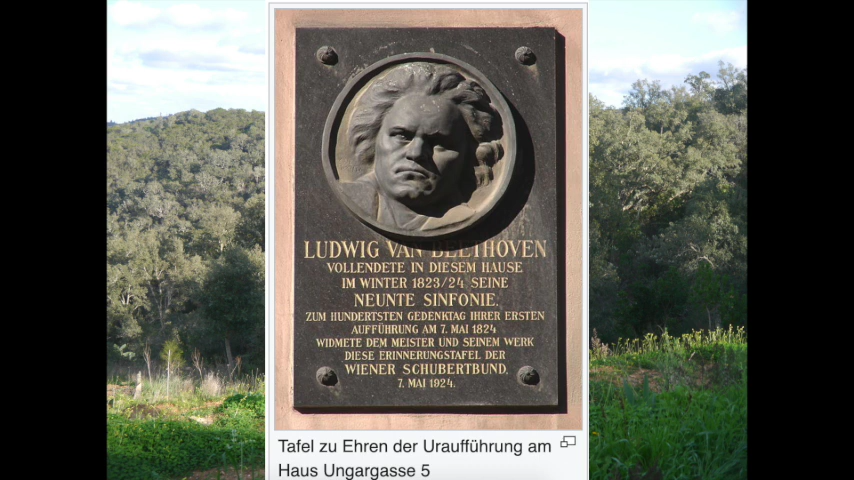 LUDWIG VAN BEETHOVEN
VOLLENDETE IN DIESEM HAUSE
IM WINTER 1823/24 SEINE
NEUNTE SINFONIE.
ZUM HUNDERTSTEN GEDENKTAG IHRER ERSTEN
AUFFÜHRUNG AM 7. MAI 1824
WIDMETE DEM MEISTER UND SEINEM WERK
DIESE ERINNERUNGSTAFEL DER
WIENER SCHUBERTBUND.
7. MAI 1924.
Tafel zu Ehren der Uraufführung am
Haus Ungargasse 5